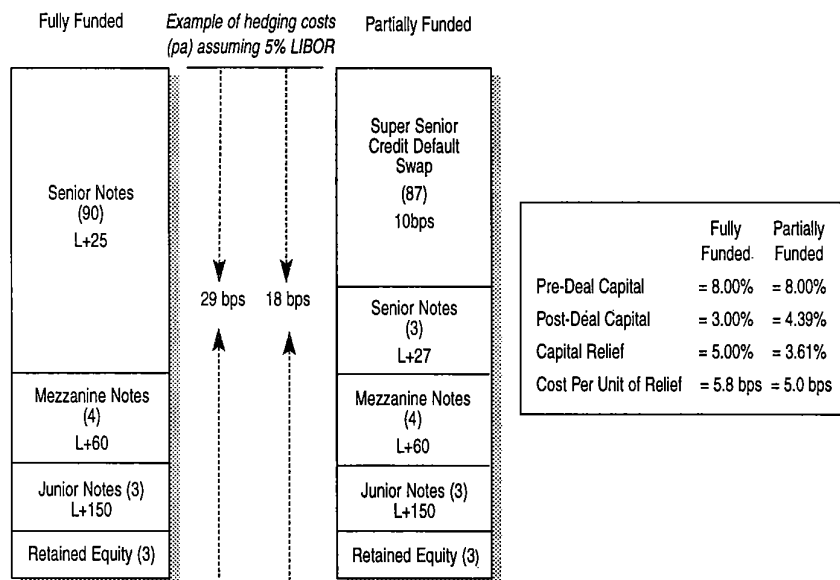 Fully Funded
Example of hedging costs
(pa) assuming 5% LIBOR
Partially Funded
Senior Notes
(90)
L+25
Mezzanine Notes
(4)
L+60
Junior Notes (3)
L+150
Retained Equity (3)
29 bps
18 bps
Super Senior
Credit Default
Swap
(87)
10bps
Senior Notes
(3)
L+27
Mezzanine Notes
(4)
L+60
Junior Notes (3)
L+150
Retained Equity (3)
Fully Funded Partially Funded
Pre-Deal Capital = 8.00% = 8.00%
Post-Deal Capital = 3.00% = 4.39%
Capital Relief = 5.00% = 3.61%
Cost Per Unit of Relief = 5.8 bps = 5.0 bps